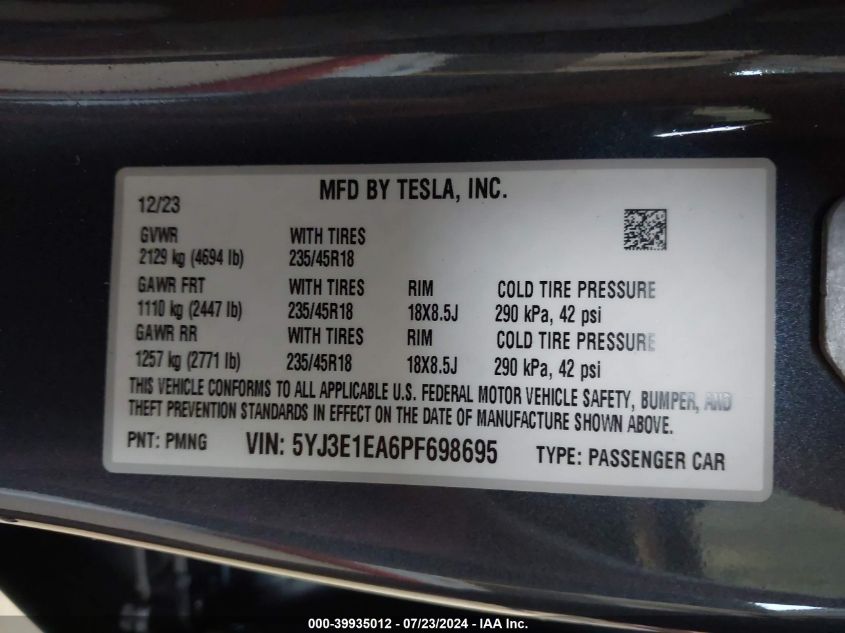 MFD BY TESLA, INC.
12/23
GVWR WITH TIRES
2129 kg (4694 lb) 235/45R18
GAWR FRT WITH TIRES RIM COLD TIRE PRESSURE
1110 kg (2447 lb) 235/45R18 18X8.5J 290 kPa, 42 psi
GAWR RR WITH TIRES RIM COLD TIRE PRESSURE
1257 kg (2771 lb) 235/45R18 18X8.5J 290 kPa, 42 psi
THIS VEHICLE CONFORMS TO ALL APPLICABLE U.S. FEDERAL MOTOR VEHICLE SAFETY, BUMPER, AND
THEFT PREVENTION STANDARDS IN EFFECT ON THE DATE OF MANUFACTURE SHOWN ABOVE.
PNT: PMNG VIN: 5YJ3E1EA6PF698695 TYPE: PASSENGER CAR
000-39935012 - 07/23/2024 - IAA Inc.